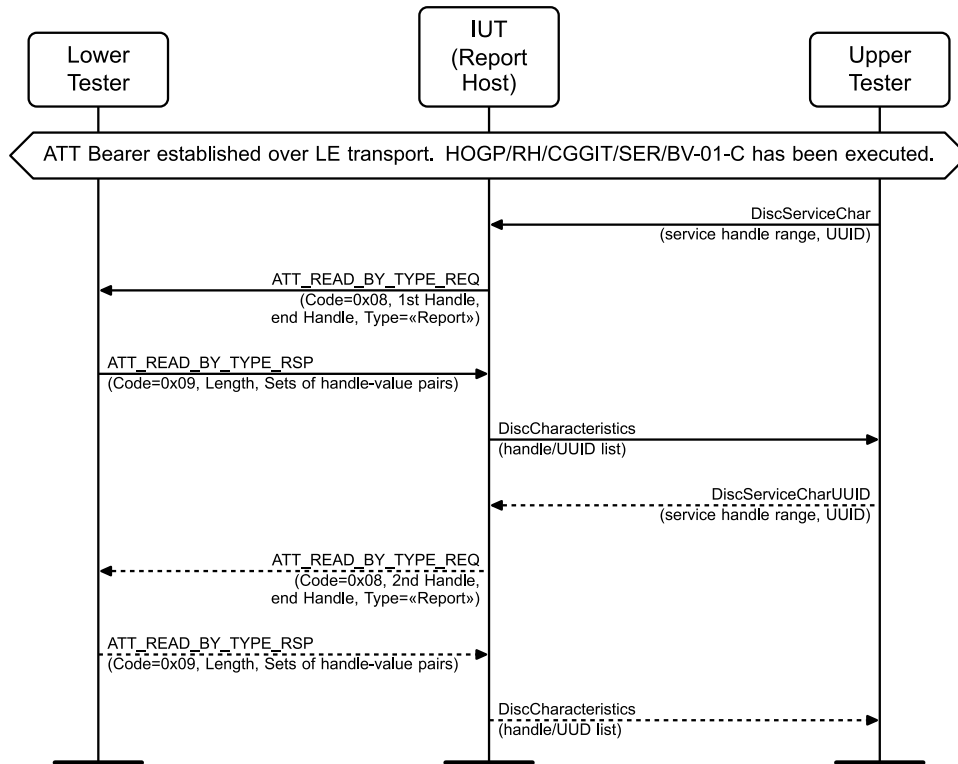 Lower
Tester
IUT
(Report
Host)
Upper
Tester
ATT Bearer established over LE transport. HOGP/RH/CGGIT/SER/BV-01-C has been executed.
DiscServiceChar
(service handle range, UUID)
ATT_READ_BY_TYPE_REQ
(Code=0x08, 1st Handle,
end Handle, Type=«Report»)
ATT_READ_BY_TYPE_RSP
(Code=0x09, Length, Sets of handle-value pairs)
DiscCharacteristics
(handle/UUID list)
DiscServiceCharUUID
(service handle range, UUID)
ATT_READ_BY_TYPE_REQ
(Code=0x08, 2nd Handle,
end Handle, Type=«Report»)
ATT_READ_BY_TYPE_RSP
(Code=0x09, Length, Sets of handle-value pairs)
DiscCharacteristics
(handle/UUD list)